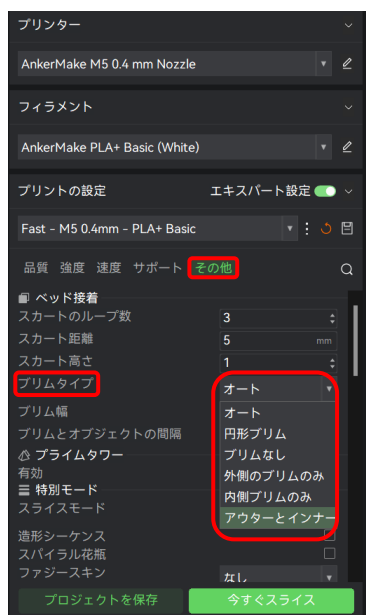 プリンター
AnkerMake M5 0.4 mm Nozzle
フィラメント
AnkerMake PLA+ Basic (White)
プリントの設定 エキスパート設定
Fast - M5 0.4mm - PLA+ Basic
品質 強度 速度 サポート その他
ベッド接着
スカートのループ数 3
スカート距離 5 mm
スカート高さ 1
ブリムタイプ オート
ブリム幅 オート
ブリムとオブジェクトの間隔 円形ブリム
プライムタワー ブリムなし
有効 外側のブリムのみ
特別モード
スライスモード 内側ブリムのみ
アウターとインナー
造形シーケンス
スパイラル花瓶
ファジースキン なし
プロジェクトを保存 今すぐスライス